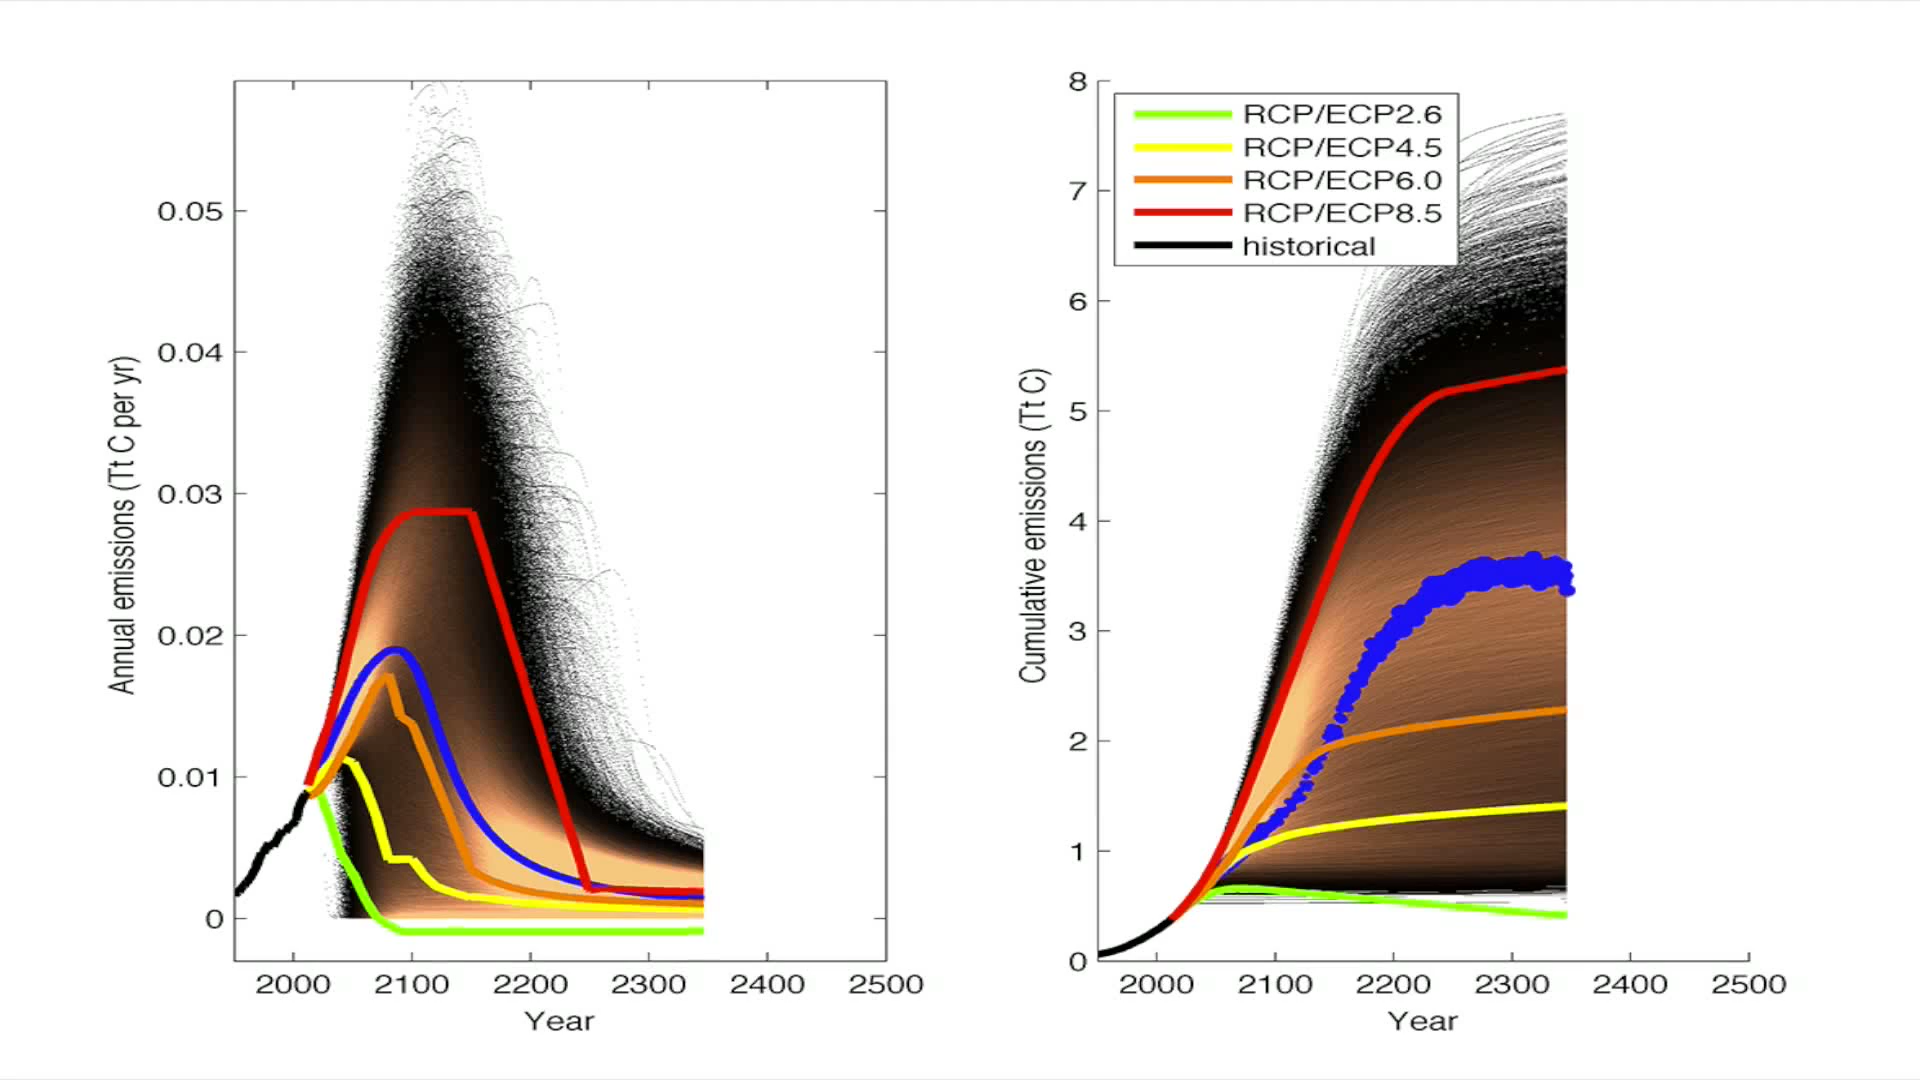 Annual emissions (Tt C per yr)
0.05
0.04
0.03
0.02
0.01
0
2000 2100 2200 2300 2400 2500
Year
Cumulative emissions (Tt C)
8
7
6
5
4
3
2
1
0
RCP/ECP2.6
RCP/ECP4.5
RCP/ECP6.0
RCP/ECP8.5
historical
2000 2100 2200 2300 2400 2500
Year